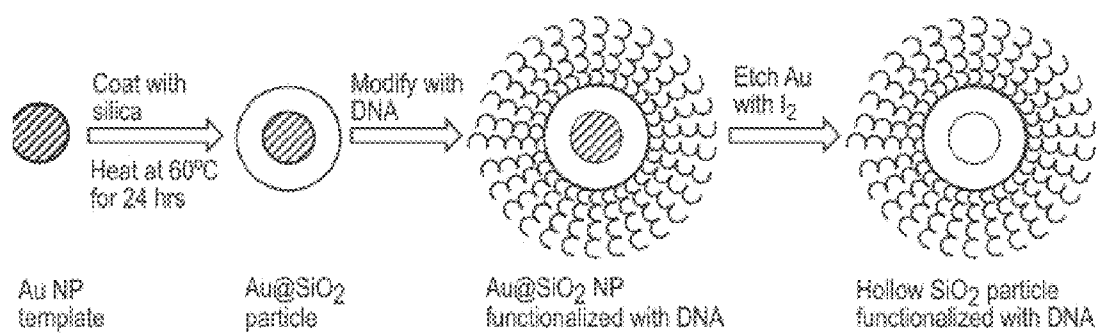 Coat with
silica
Heat at 60°C
for 24 hrs
Modify with
DNA
Etch Au
with I2
Au NP
template
Au@SiO2
particle
Au@SiO2 NP
functionalized with DNA
Hollow SiO2 particle
functionalized with DNA